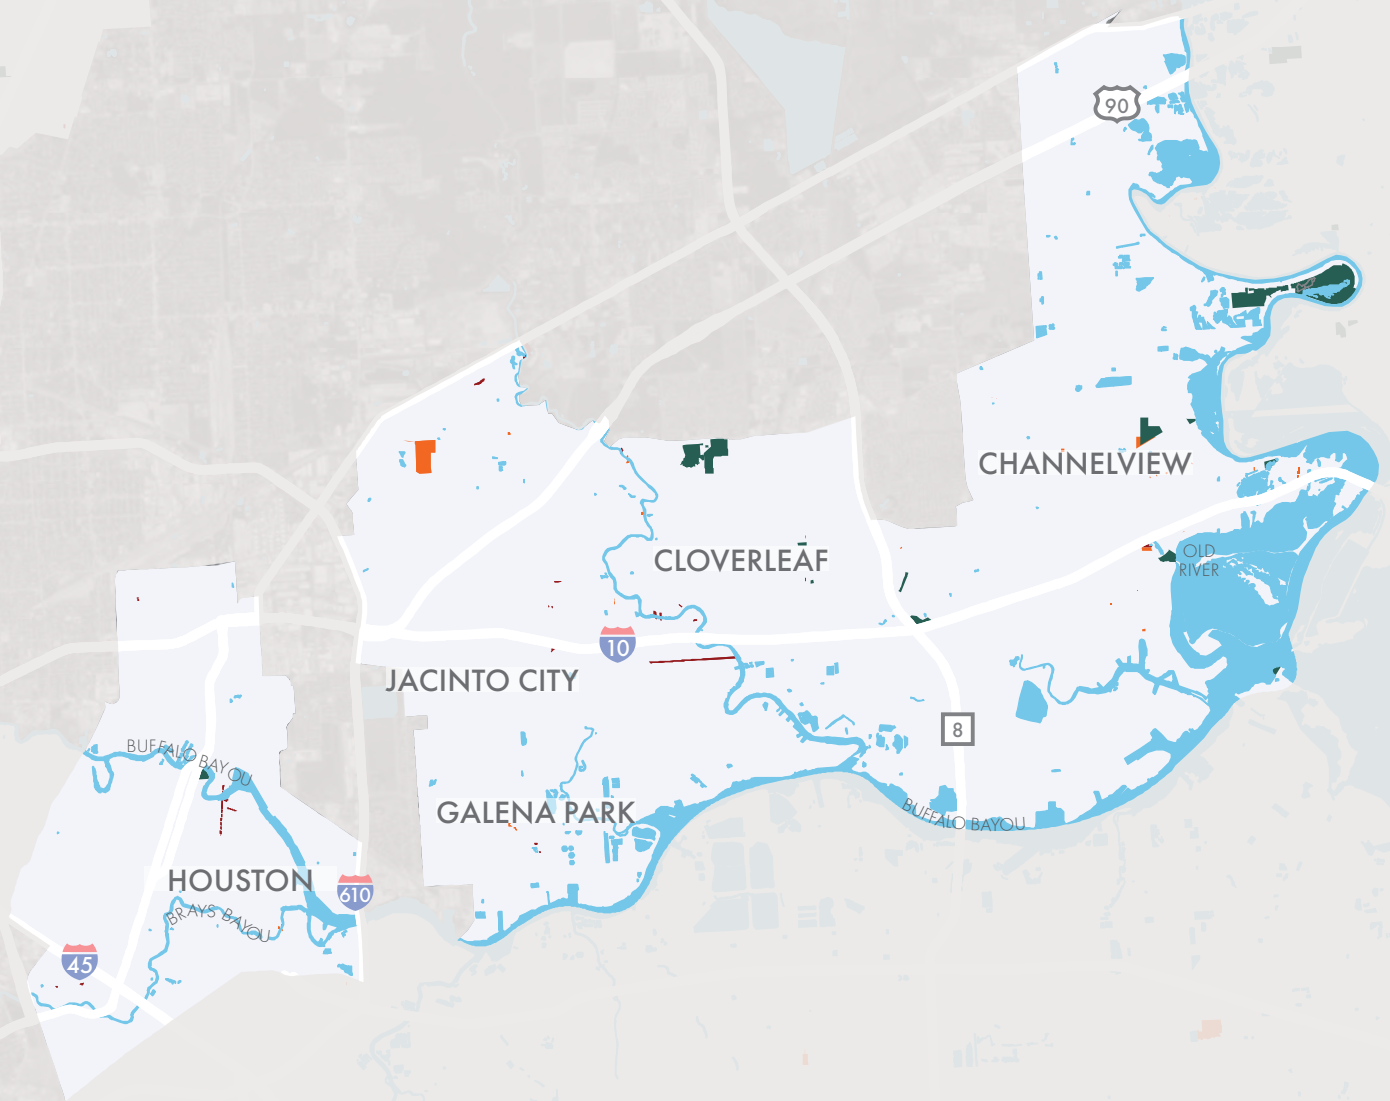 90
CHANNELVIEW
CLOVERLEAF
OLD
RIVER
10
JACINTO CITY
8
BUFFALO BAYOU
GALENA PARK
BUFFALO BAYOU
HOUSTON
610
BRAYS BAYOU
45